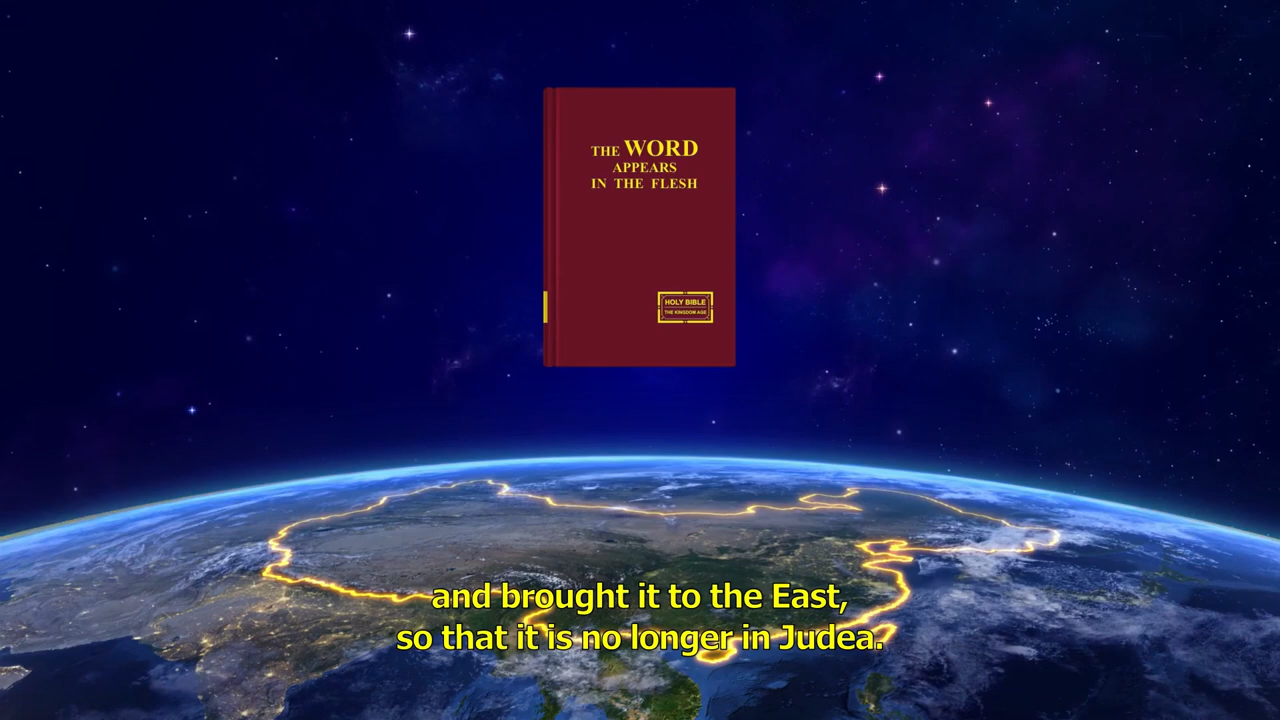 THE WORD
APPEARS
IN THE FLESH
HOLY BIBLE
THE KINGDOM AGE
and brought it to the East,
so that it is no longer in Judea.